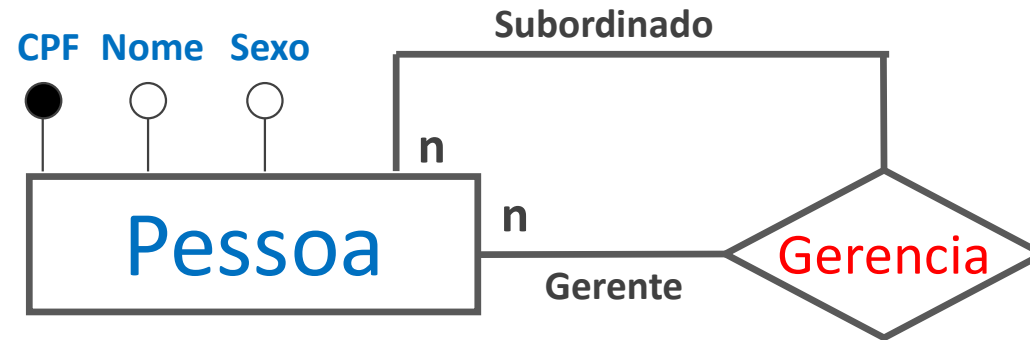 Subordinado
CPF Nome Sexo
n
n
Pessoa
Gerencia
Gerente